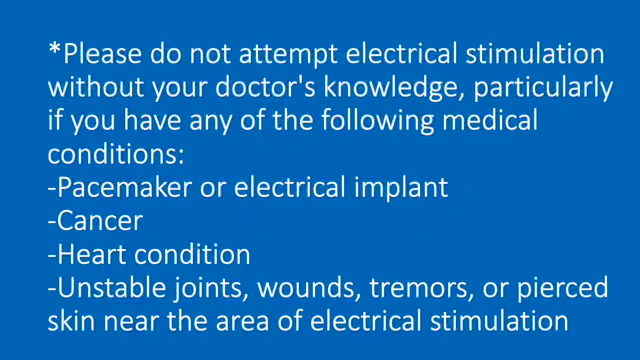 *Please do not attempt electrical stimulation
without your doctor's knowledge, particularly
if you have any of the following medical
conditions:
-Pacemaker or electrical implant
-Cancer
-Heart condition
-Unstable joints, wounds, tremors, or pierced
skin near the area of electrical stimulation